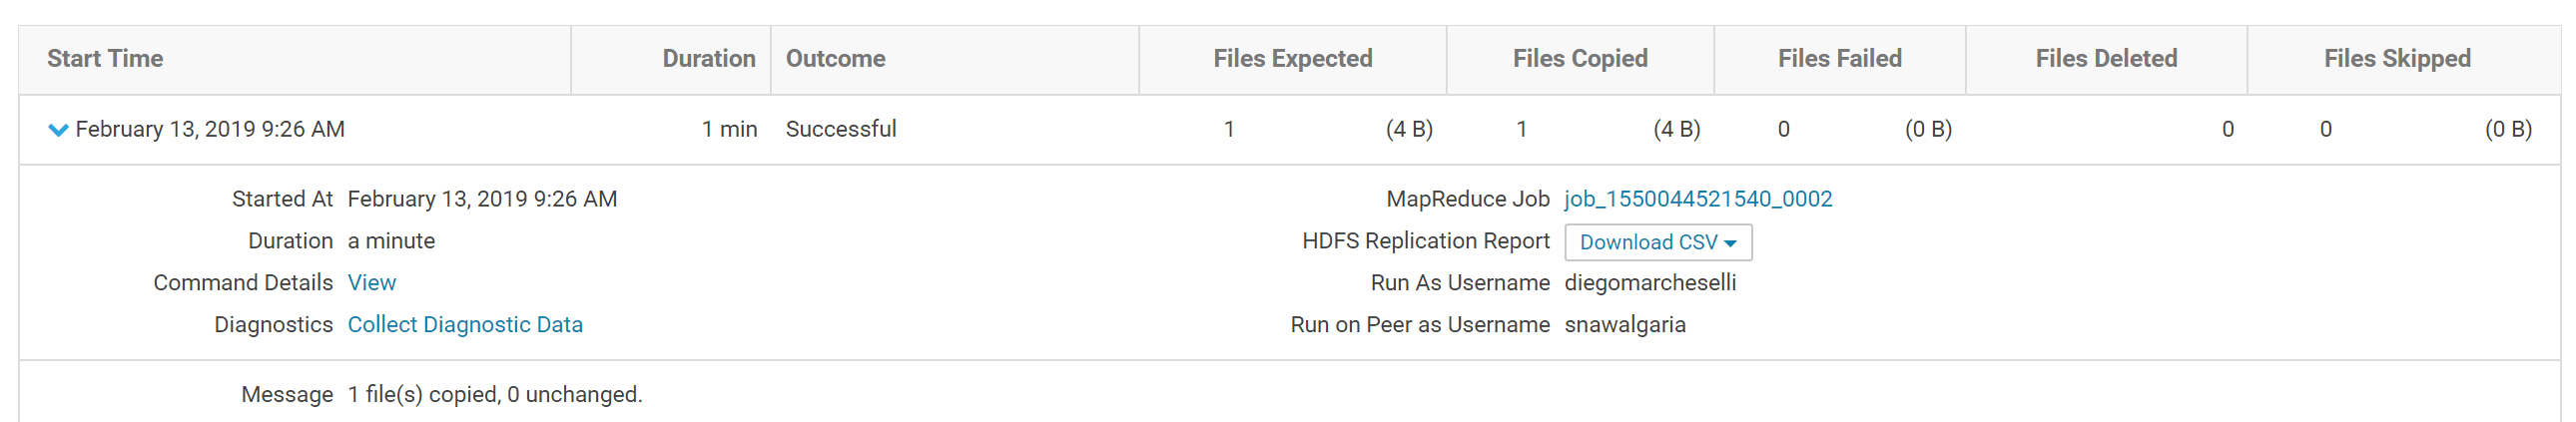 Start Time Duration Outcome Files Expected Files Copied Files Failed Files Deleted Files Skipped
February 13, 2019 9:26 AM 1 min Successful 1 (4 B) 1 (4 B) 0 (0 B) 0 0 (0 B)
Started At February 13, 2019 9:26 AM MapReduce Job job_1550044521540_0002
Duration a minute HDFS Replication Report Download CSV
Command Details View Run As Username diegomarcheselli
Diagnostics Collect Diagnostic Data Run on Peer as Username snawalgaria
Message 1 file(s) copied, 0 unchanged.